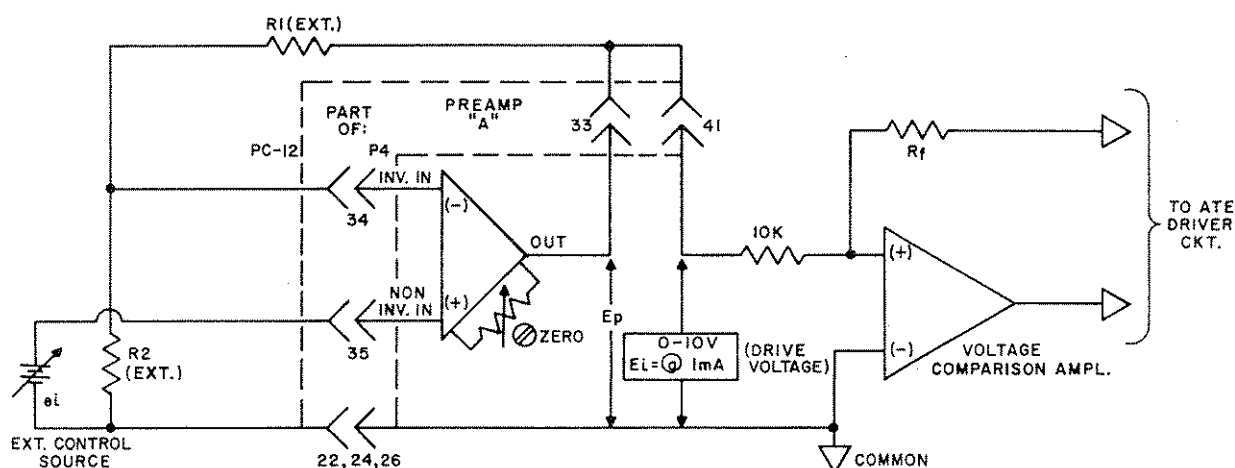 R1(EXT.)
PART OF:
PREAMP "A"
33
41
PC-12
P4
INV. IN
(-)
34
OUT
NON INV. IN
(+)
35
ZERO
Ep
0-10V
Ei=@ 1mA
(DRIVE VOLTAGE)
10K
Rf
(+)
(-)
VOLTAGE COMPARISON AMPL.
TO ATE DRIVER CKT.
R2 (EXT.)
ei
EXT. CONTROL SOURCE
22, 24, 26
COMMON